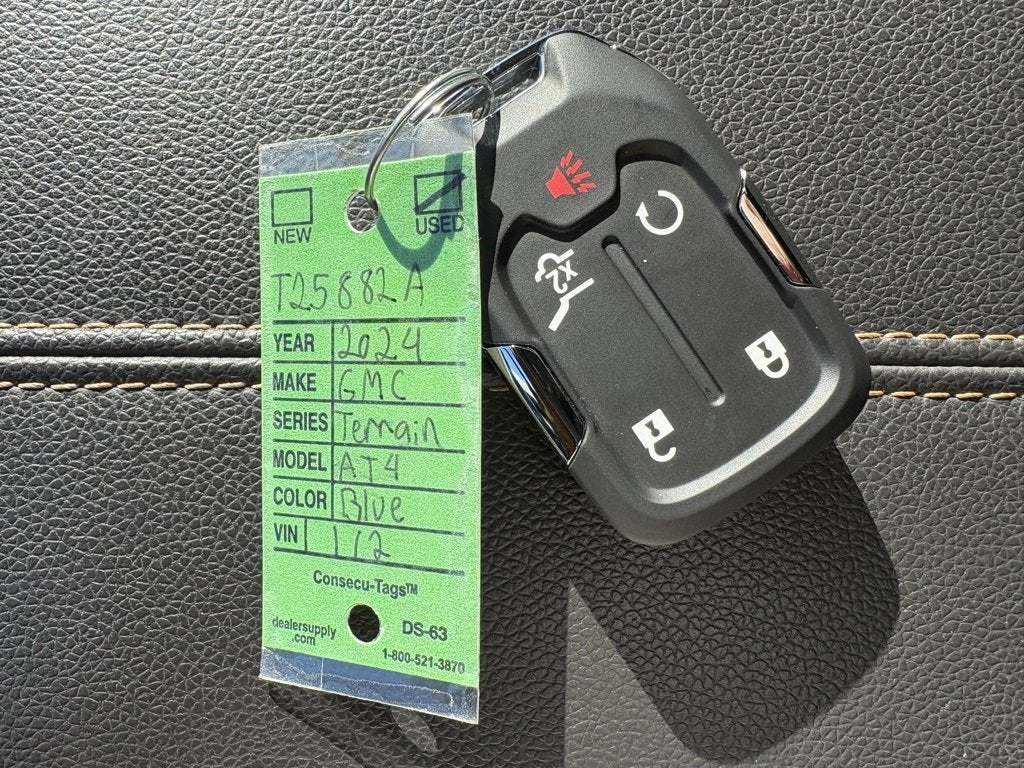 NEW USED
T25882A
YEAR 2024
MAKE GMC
SERIES Terrain
MODEL AT4
COLOR Blue
VIN 1/2
Consecu-Tags™
dealersupply
.com
DS-63
1-800-521-3870
X2